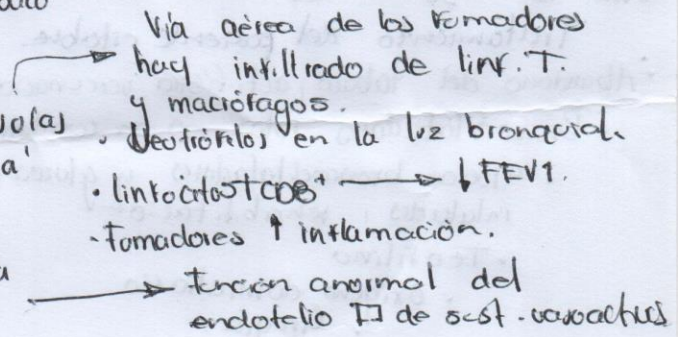 Vía aérea de los Fumadores
hay infiltrado de linf. T.
y macrófagos.
. Neutrófilos en la luz bronquial.
· linfocitos TCD8 → ↓ FEV1.
· Fumadores ↑ inflamación.
→ Función anormal del
endotelio de sust. vasoactivas